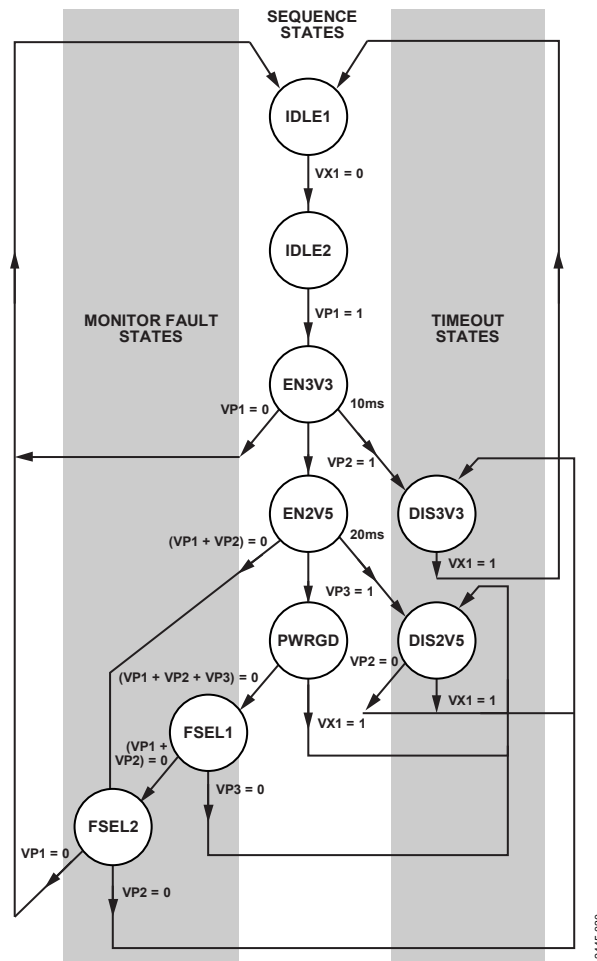 SEQUENCE
STATES
IDLE1
VX1 = 0
IDLE2
MONITOR FAULT
STATES
VP1 = 1
TIMEOUT
STATES
EN3V3
VP1 = 0
10ms
VP2 = 1
EN2V5
DIS3V3
(VP1 + VP2) = 0
20ms
VX1 = 1
VP3 = 1
PWRGD
DIS2V5
VP2 = 0
(VP1 + VP2 + VP3) = 0
VX1 = 1
VX1 = 1
FSEL1
(VP1 +
VP2) = 0
VP3 = 0
FSEL2
VP1 = 0
VP2 = 0